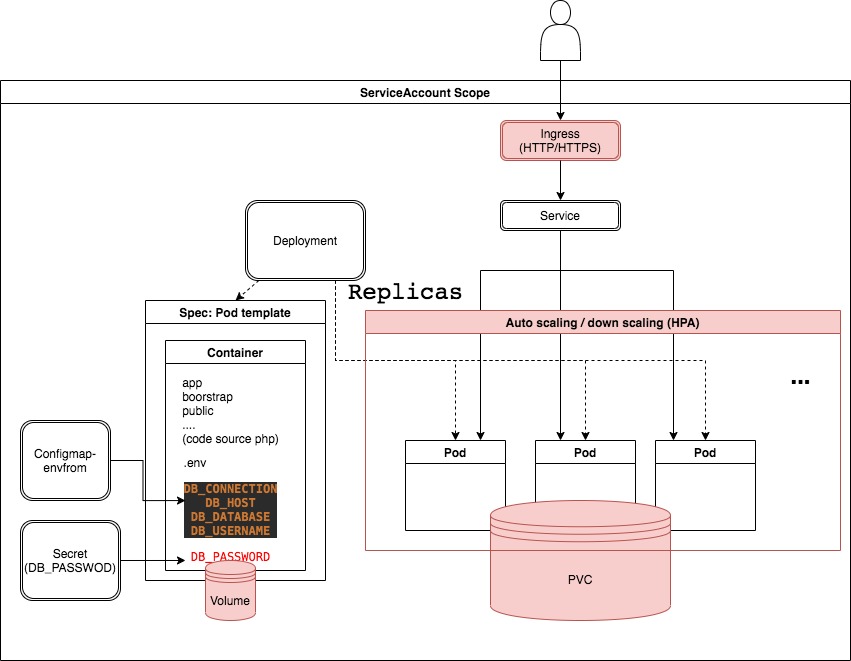 ServiceAccount Scope
Ingress
(HTTP/HTTPS)
Service
Deployment
Replicas
Spec: Pod template
Auto scaling / down scaling (HPA)
Container
app
boorstrap
public
....
(code source php)
.env
...
Configmap-
envfrom
Pod
Pod
Pod
DB_CONNECTION
DB_HOST
DB_DATABASE
DB_USERNAME
Secret
(DB_PASSWOD)
DB_PASSWORD
Volume
PVC